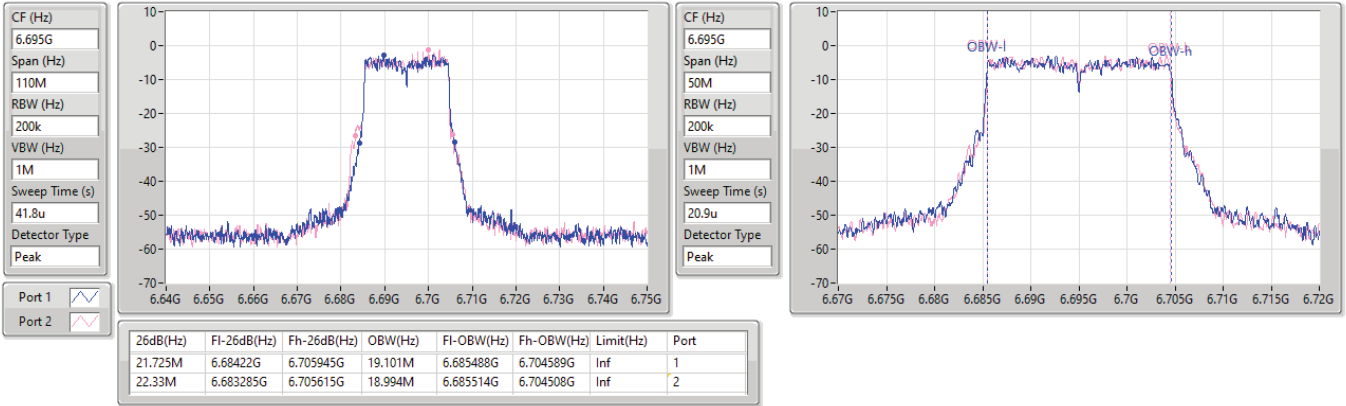 CF (Hz)
6.695G
Span (Hz)
110M
RBW (Hz)
200k
VBW (Hz)
1M
Sweep Time (s)
41.8u
Detector Type
Peak
Port 1
Port 2
10
0
-10
-20
-30
-40
-50
-60
-70
6.64G 6.65G 6.66G 6.67G 6.68G 6.69G 6.7G 6.71G 6.72G 6.73G 6.74G 6.75G
CF (Hz)
6.695G
Span (Hz)
50M
RBW (Hz)
200k
VBW (Hz)
1M
Sweep Time (s)
20.9u
Detector Type
Peak
10
0
-10
-20
-30
-40
-50
-60
-70
OBW-l OBW-h
6.67G 6.675G 6.68G 6.685G 6.69G 6.695G 6.7G 6.705G 6.71G 6.715G 6.72G
26dB(Hz) Fl-26dB(Hz) Fh-26dB(Hz) OBW(Hz) Fl-OBW(Hz) Fh-OBW(Hz) Limit(Hz) Port
21.725M 6.68422G 6.705945G 19.101M 6.685488G 6.704589G Inf 1
22.33M 6.683285G 6.705615G 18.994M 6.685514G 6.704508G Inf 2